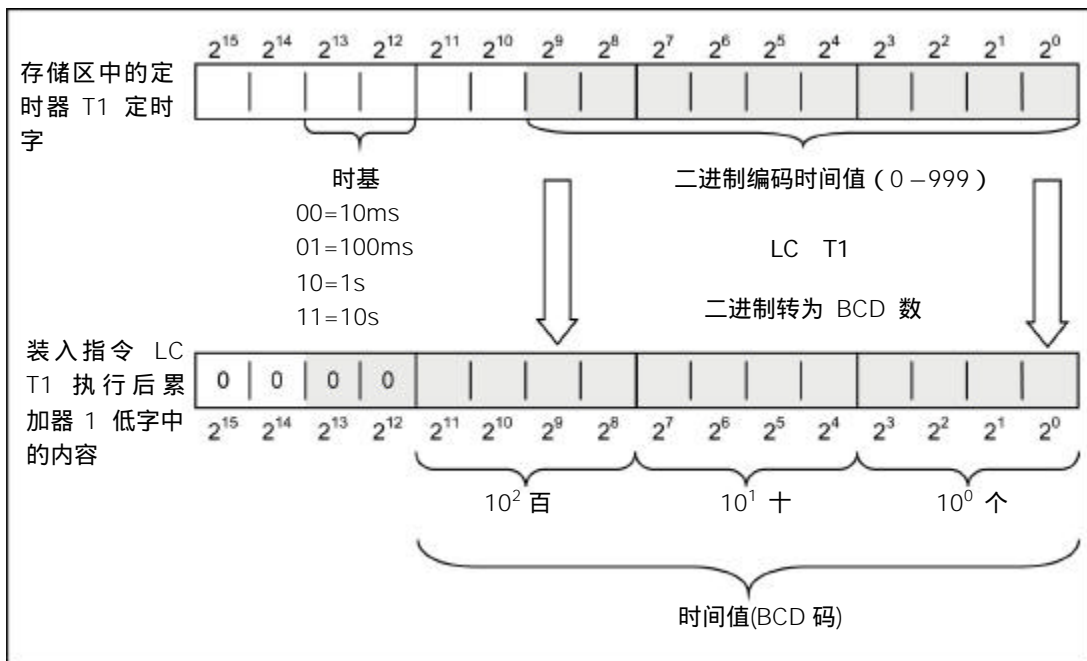 2^15 2^14 2^13 2^12 2^11 2^10 2^9 2^8 2^7 2^6 2^5 2^4 2^3 2^2 2^1 2^0
存储区中的定
时器 T1 定时
字
时基
00=10ms
01=100ms
10=1s
11=10s
二进制编码时间值(0–999)
LC T1
二进制转为 BCD 数
装入指令 LC
T1 执行后累
加器 1 低字中
的内容
0 0 0 0
2^15 2^14 2^13 2^12 2^11 2^10 2^9 2^8 2^7 2^6 2^5 2^4 2^3 2^2 2^1 2^0
10^2 百 10^1 十 10^0 个
时间值(BCD 码)